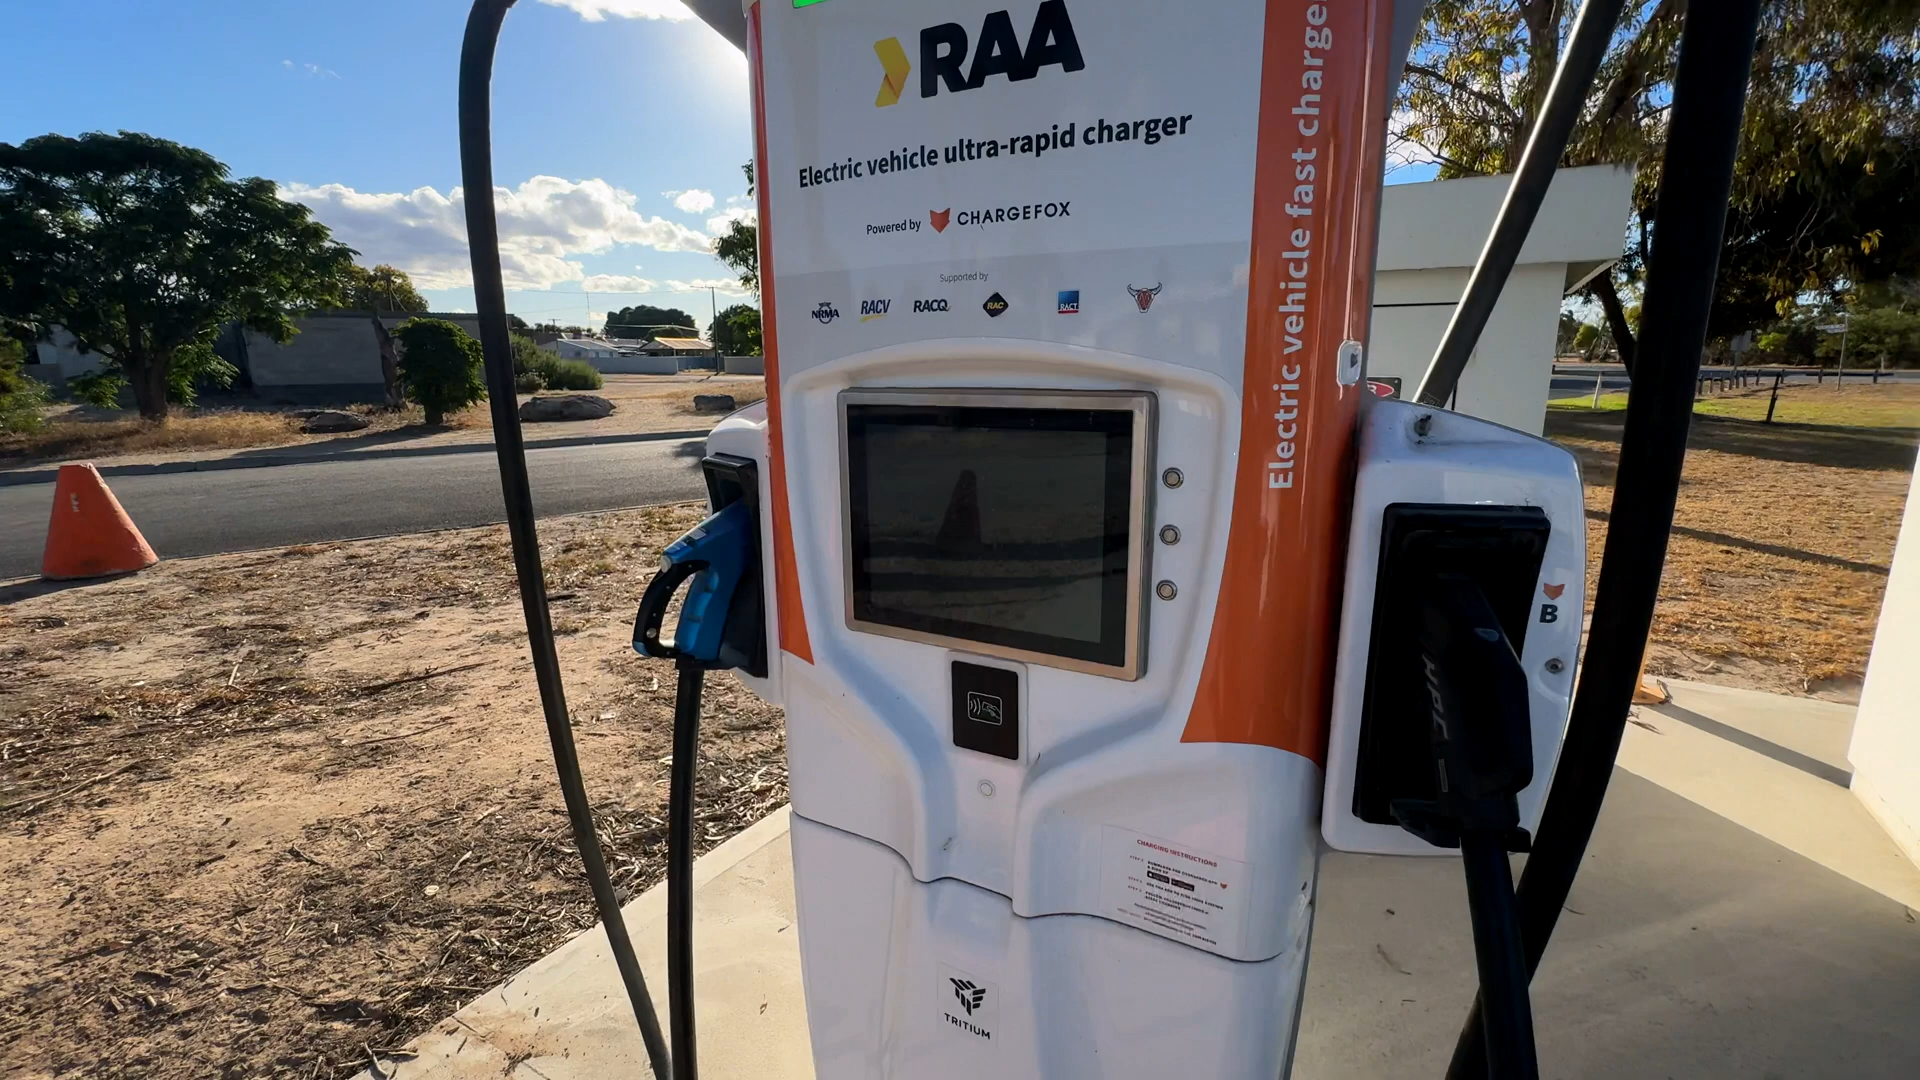 RAA
Electric vehicle ultra-rapid charger
Powered by CHARGEFOX
Supported by
NRMA RACV RACQ RAC RACT
Electric vehicle fast charger
B
HPC
CHARGING INSTRUCTIONS
TRITIUM